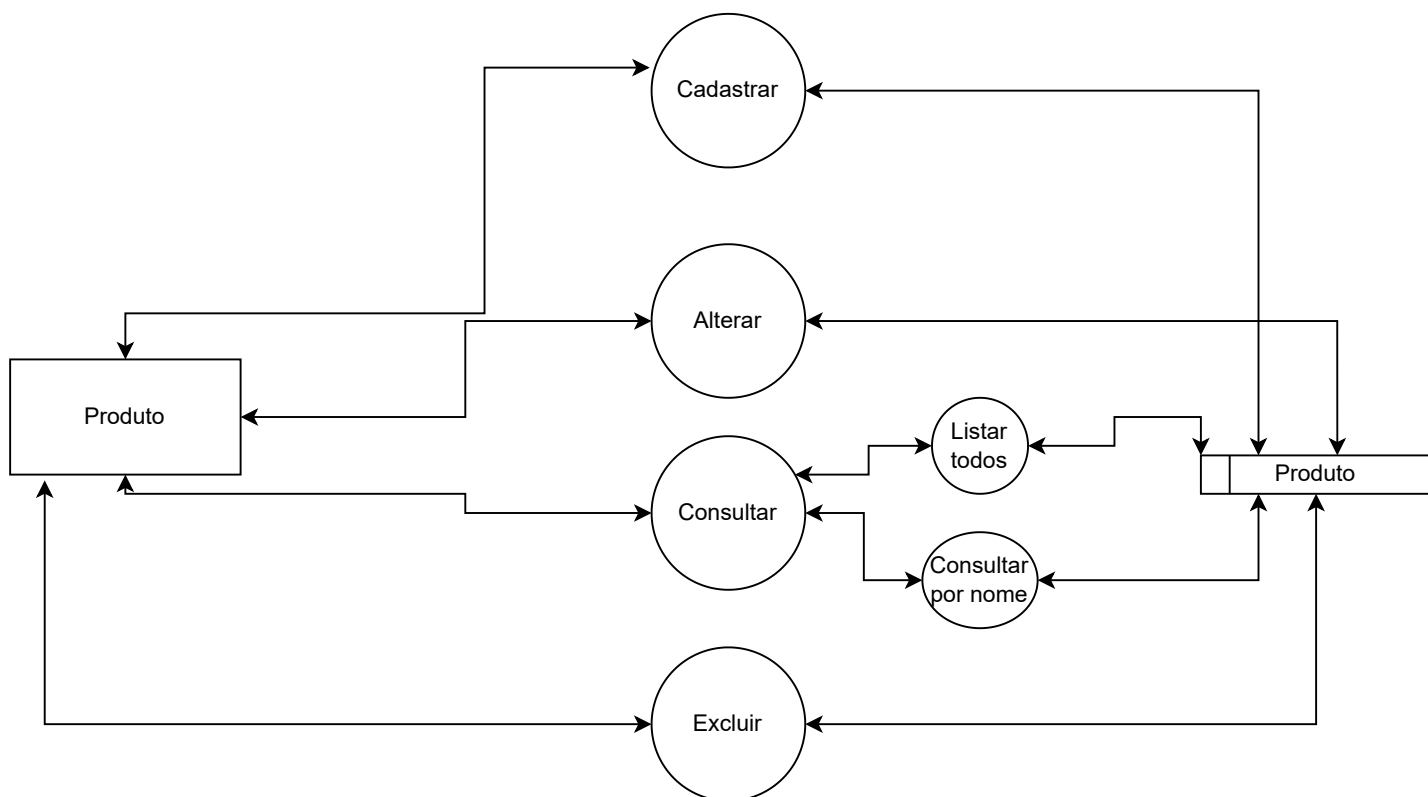 Cadastrar
Alterar
Produto
Consultar
Listar
todos
Produto
Consultar
por nome
Excluir